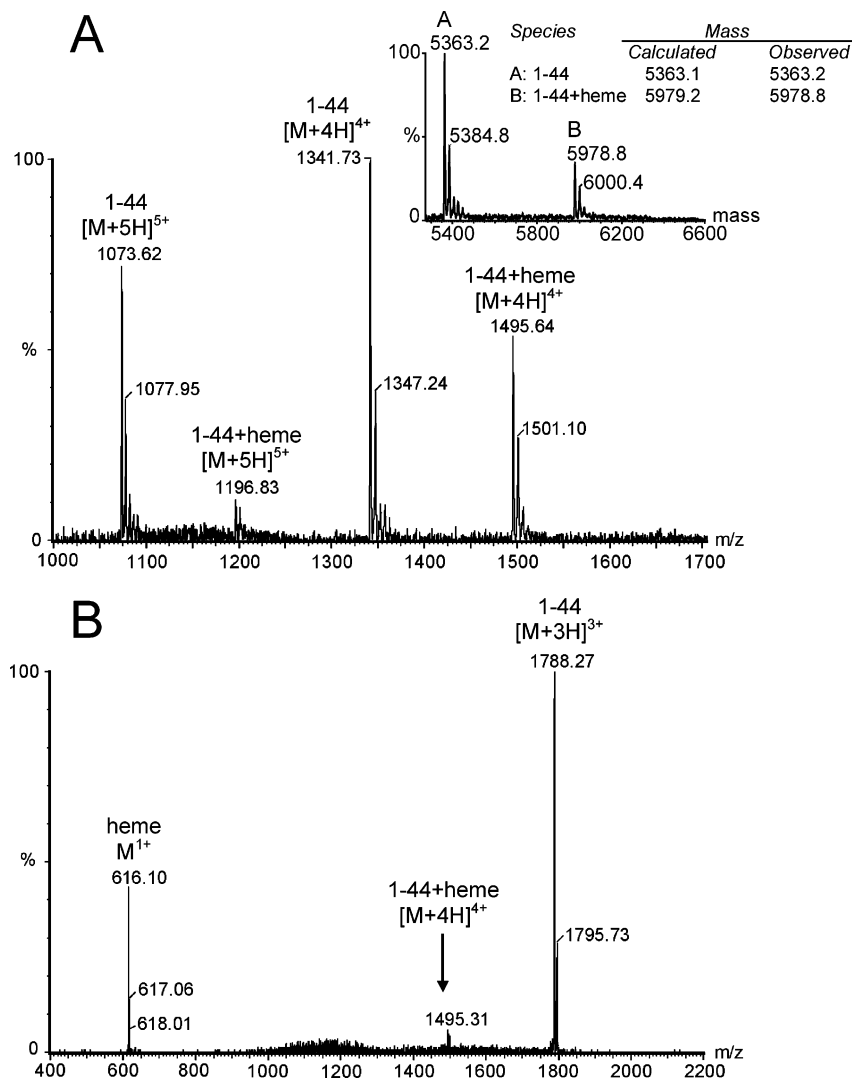 A
1-44
[M+4H]4+
1341.73
1-44
[M+5H]5+
1073.62
1077.95
1-44+heme
[M+5H]5+
1196.83
1347.24
1-44+heme
[M+4H]4+
1495.64
1501.10
100
%
0
1000 1100 1200 1300 1400 1500 1600 1700
m/z
A
5363.2
5384.8
B
5978.8
6000.4
100
%
0
5400 5800 6200 6600
mass
Species Mass
Calculated Observed
A: 1-44 5363.1 5363.2
B: 1-44+heme 5979.2 5978.8
B
1-44
[M+3H]3+
1788.27
1795.73
heme
M1+
616.10
617.06
618.01
1-44+heme
[M+4H]4+
1495.31
100
%
0
400 600 800 1000 1200 1400 1600 1800 2000 2200
m/z